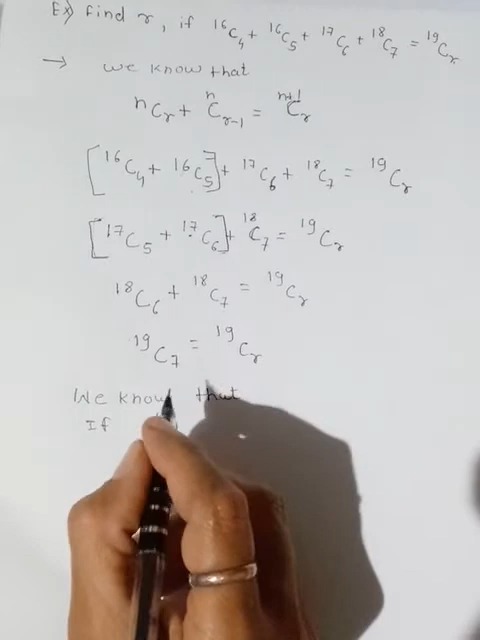 Ex) find r, if ¹⁶C₄ + ¹⁶C₅ + ¹⁷C₆ + ¹⁸C₇ = ¹⁹Cᵣ
→ we know that
ⁿCᵣ + ⁿCᵣ₋₁ = ⁿ⁺¹Cᵣ
[¹⁶C₄ + ¹⁶C₅] + ¹⁷C₆ + ¹⁸C₇ = ¹⁹Cᵣ
[¹⁷C₅ + ¹⁷C₆] + ¹⁸C₇ = ¹⁹Cᵣ
¹⁸C₆ + ¹⁸C₇ = ¹⁹Cᵣ
¹⁹C₇ = ¹⁹Cᵣ
We know that
If